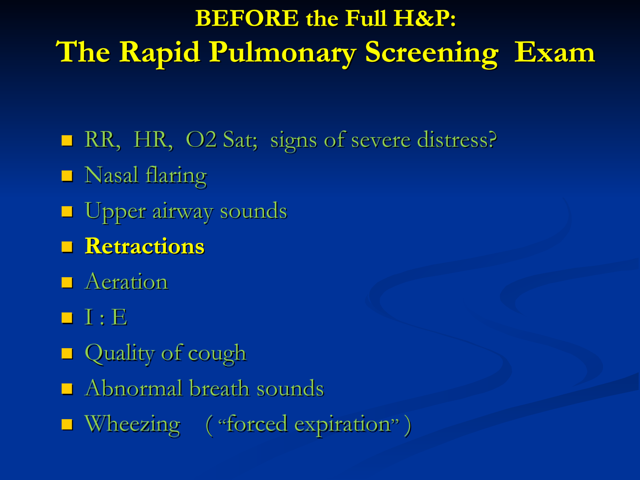 BEFORE the Full H&P:
The Rapid Pulmonary Screening Exam
RR, HR, O2 Sat; signs of severe distress?
Nasal flaring
Upper airway sounds
Retractions
Aeration
I : E
Quality of cough
Abnormal breath sounds
Wheezing ( “forced expiration” )